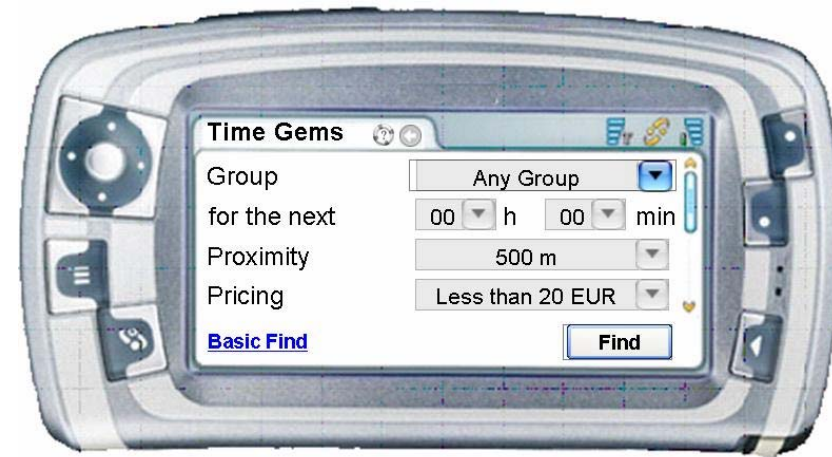 Time Gems
Group Any Group
for the next 00 h 00 min
Proximity 500 m
Pricing Less than 20 EUR
Basic Find Find